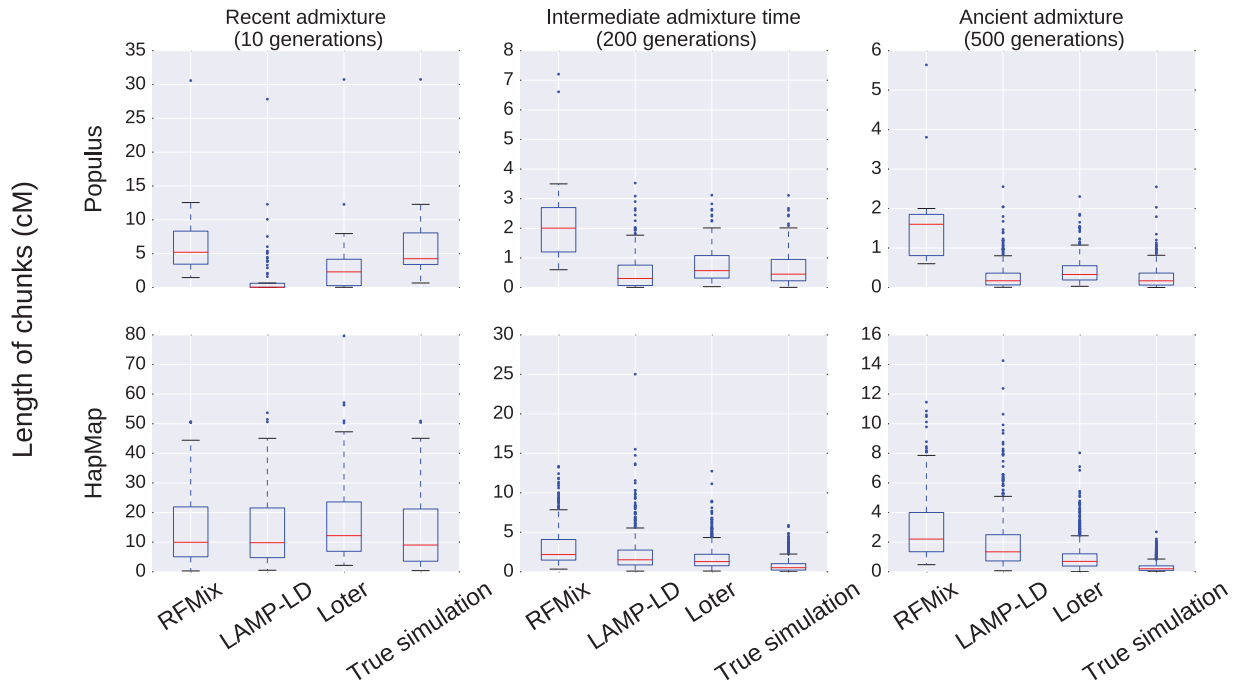 Recent admixture
(10 generations)
Intermediate admixture time
(200 generations)
Ancient admixture
(500 generations)
Length of chunks (cM)
Populus
35
30
25
20
15
10
5
0
8
7
6
5
4
3
2
1
0
6
5
4
3
2
1
0
HapMap
80
70
60
50
40
30
20
10
0
30
25
20
15
10
5
0
16
14
12
10
8
6
4
2
0
RFMix
LAMP-LD
Loter
True simulation
RFMix
LAMP-LD
Loter
True simulation
RFMix
LAMP-LD
Loter
True simulation